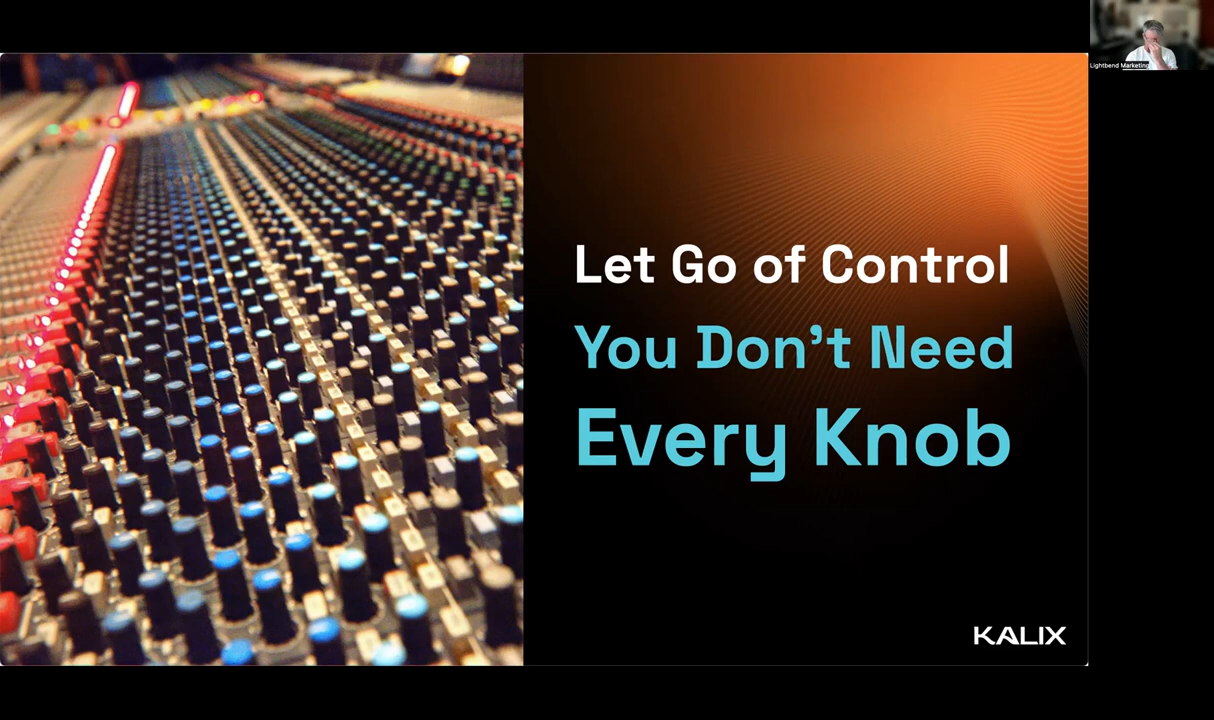 Lightbend Marketing
Let Go of Control
You Don’t Need
Every Knob
KALIX